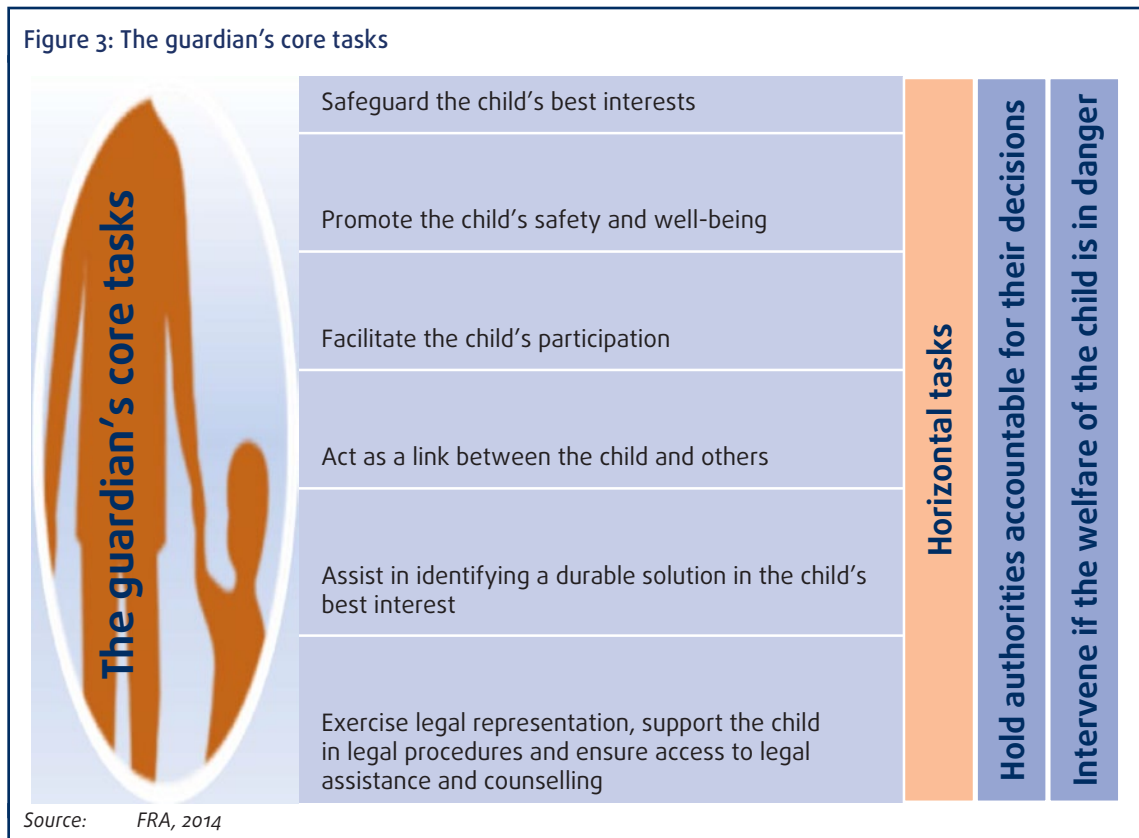 Figure 3: The guardian’s core tasks
The guardian’s core tasks
Safeguard the child’s best interests
Promote the child’s safety and well-being
Facilitate the child’s participation
Act as a link between the child and others
Assist in identifying a durable solution in the child’s
best interest
Exercise legal representation, support the child
in legal procedures and ensure access to legal
assistance and counselling
Horizontal tasks
Hold authorities accountable for their decisions
Intervene if the welfare of the child is in danger
Source: FRA, 2014